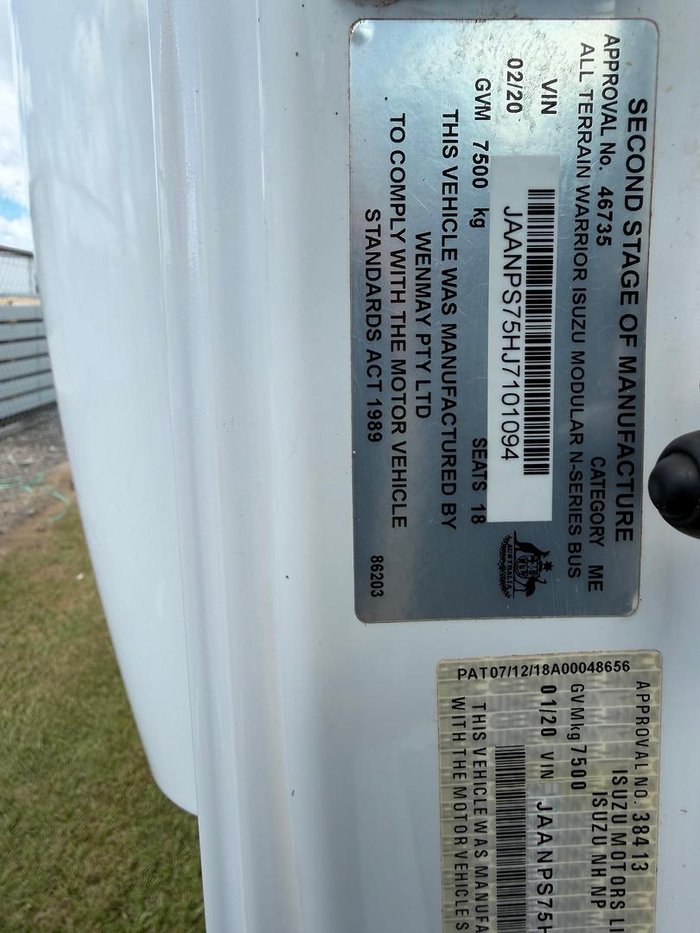 SECOND STAGE OF MANUFACTURE
APPROVAL No. 46735 CATEGORY ME
ALL TERRAIN WARRIOR ISUZU MODULAR N-SERIES BUS
VIN JAANPS75HJ7101094
02/20
AUSTRALIA
GVM 7500 kg SEATS 18
THIS VEHICLE WAS MANUFACTURED BY
WENMAY PTY LTD
TO COMPLY WITH THE MOTOR VEHICLE
STANDARDS ACT 1989
86203
PAT07/12/18A00048656
APPROVAL NO. 38413
ISUZU MOTORS LI
ISUZU NH NP
GVMkg 7500
01/20 VIN JAANPS75H
THIS VEHICLE WAS MANUFA
WITH THE MOTOR VEHICLE S